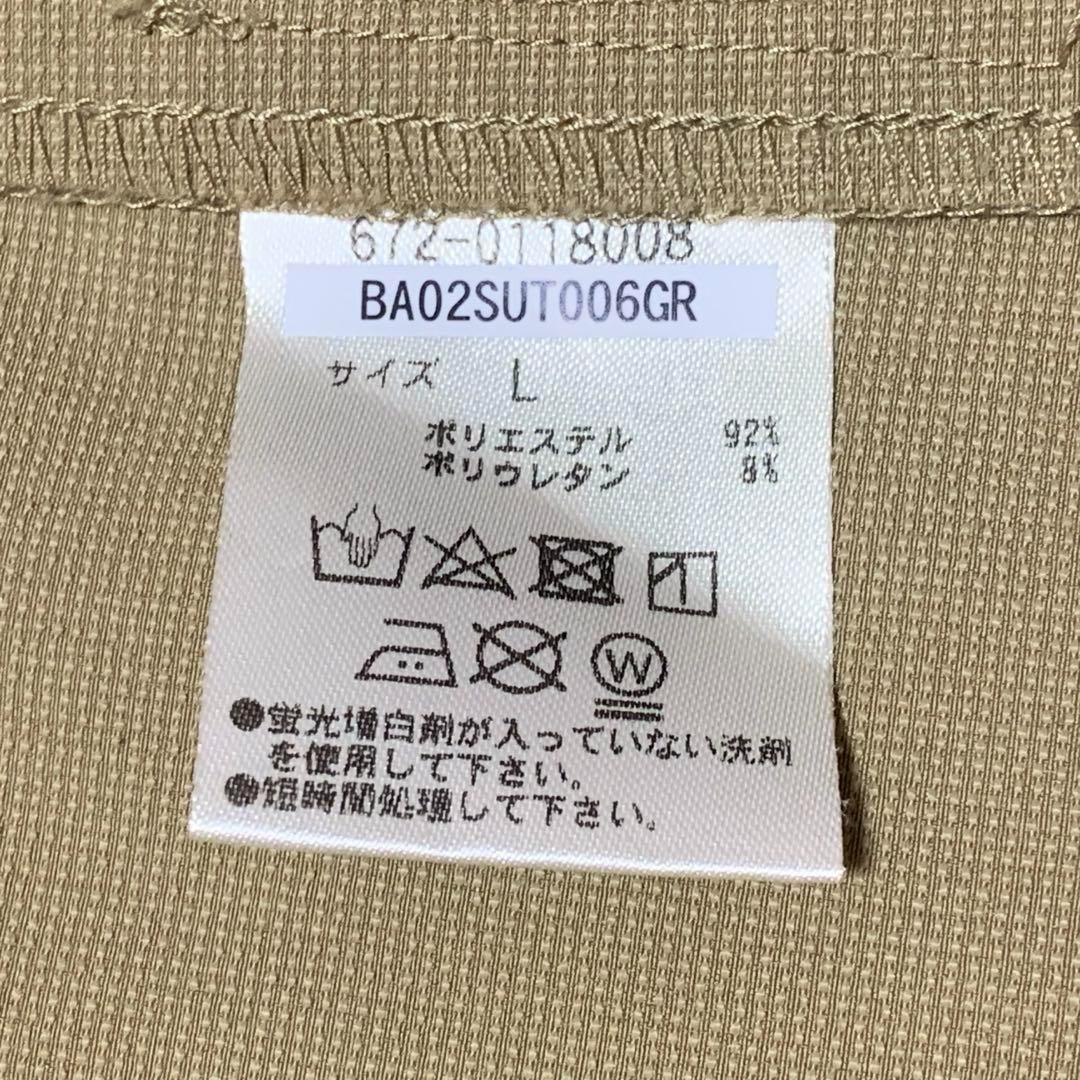 672-0118008
BA02SUT006GR
サイズ L
ポリエステル 92%
ポリウレタン 8%
W
●蛍光増白剤が入っていない洗剤
を使用して下さい。
●短時間処理して下さい。